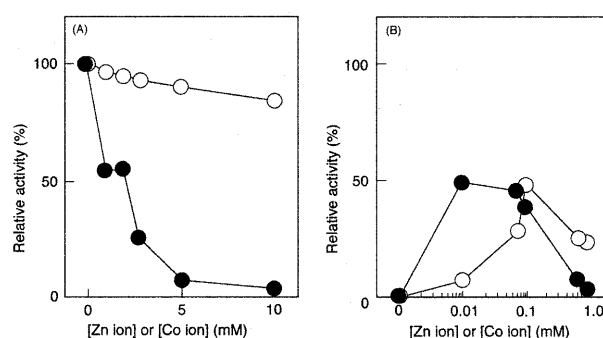 (A)
100
50
0
Relative activity (%)
0 5 10
[Zn ion] or [Co ion] (mM)
(B)
100
50
0
Relative activity (%)
0 0.01 0.1 1.0
[Zn ion] or [Co ion] (mM)